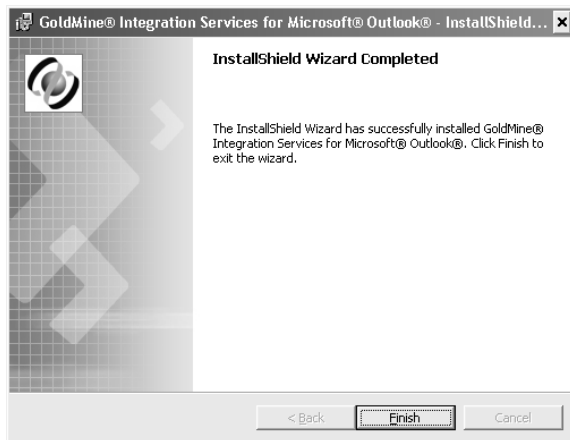 GoldMine® Integration Services for Microsoft® Outlook® - InstallShield...
InstallShield Wizard Completed
The InstallShield Wizard has successfully installed GoldMine®
Integration Services for Microsoft® Outlook®. Click Finish to
exit the wizard.
< Back Finish Cancel